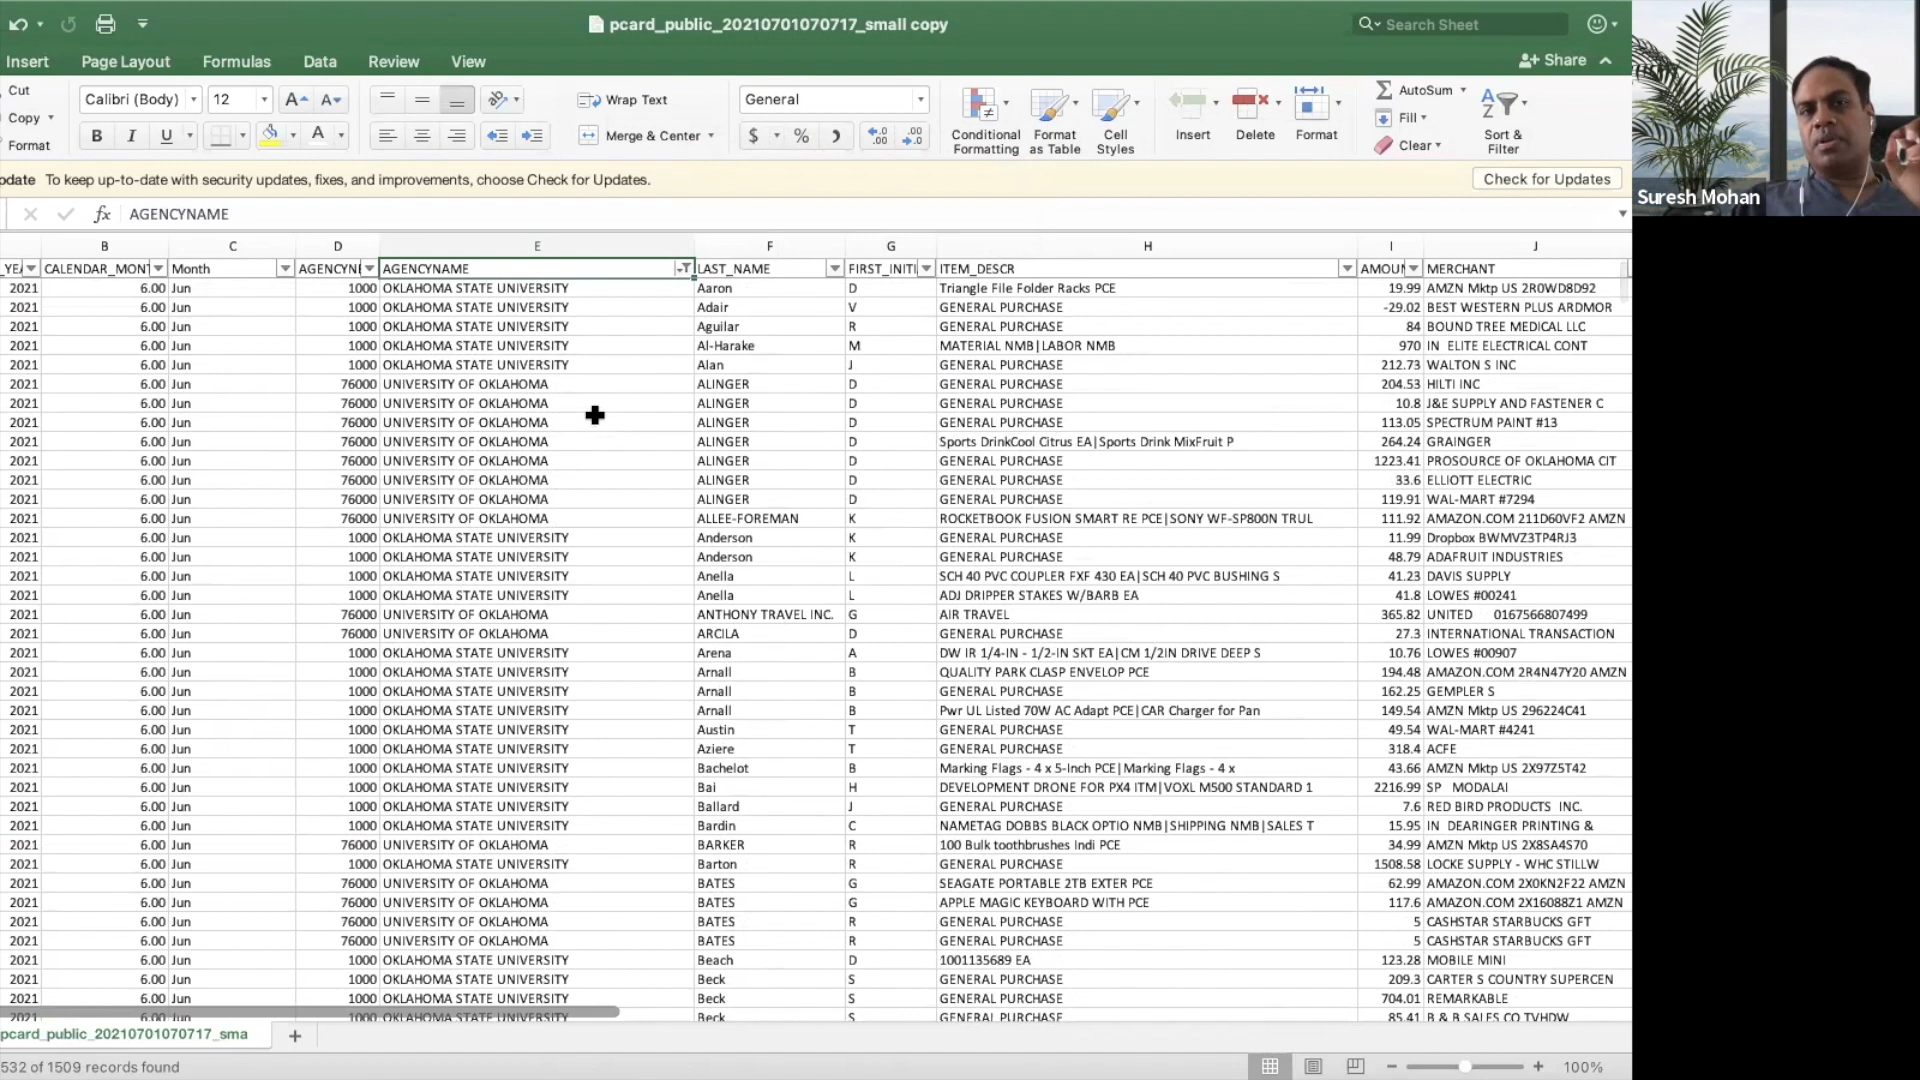 pcard_public_20210701070717_small copy
Search Sheet
Insert Page Layout Formulas Data Review View
Share
Cut
Copy
Format
Calibri (Body) 12
Wrap Text
Merge & Center
General
Conditional Formatting
Format as Table
Cell Styles
Insert Delete Format
AutoSum
Fill
Clear
Sort & Filter
To keep up-to-date with security updates, fixes, and improvements, choose Check for Updates.
Check for Updates
fx AGENCYNAME
Suresh Mohan
B C D E F G H I J
CALENDAR_MONT Month AGENCYN AGENCYNAME LAST_NAME FIRST_INITI ITEM_DESCR AMOUN MERCHANT
2021 6.00 Jun 1000 OKLAHOMA STATE UNIVERSITY Aaron D Triangle File Folder Racks PCE 19.99 AMZN Mktp US 2R0WD8D92
2021 6.00 Jun 1000 OKLAHOMA STATE UNIVERSITY Adair V GENERAL PURCHASE -29.02 BEST WESTERN PLUS ARDMOR
2021 6.00 Jun 1000 OKLAHOMA STATE UNIVERSITY Aguilar R GENERAL PURCHASE 84 BOUND TREE MEDICAL LLC
2021 6.00 Jun 1000 OKLAHOMA STATE UNIVERSITY Al-Harake M MATERIAL NMB|LABOR NMB 970 IN ELITE ELECTRICAL CONT
2021 6.00 Jun 1000 OKLAHOMA STATE UNIVERSITY Alan J GENERAL PURCHASE 212.73 WALTON S INC
2021 6.00 Jun 76000 UNIVERSITY OF OKLAHOMA ALINGER D GENERAL PURCHASE 204.53 HILTI INC
2021 6.00 Jun 76000 UNIVERSITY OF OKLAHOMA ALINGER D GENERAL PURCHASE 10.8 J&E SUPPLY AND FASTENER C
2021 6.00 Jun 76000 UNIVERSITY OF OKLAHOMA ALINGER D GENERAL PURCHASE 113.05 SPECTRUM PAINT #13
2021 6.00 Jun 76000 UNIVERSITY OF OKLAHOMA ALINGER D Sports DrinkCool Citrus EA|Sports Drink MixFruit P 264.24 GRAINGER
2021 6.00 Jun 76000 UNIVERSITY OF OKLAHOMA ALINGER D GENERAL PURCHASE 1223.41 PROSOURCE OF OKLAHOMA CIT
2021 6.00 Jun 76000 UNIVERSITY OF OKLAHOMA ALINGER D GENERAL PURCHASE 33.6 ELLIOTT ELECTRIC
2021 6.00 Jun 76000 UNIVERSITY OF OKLAHOMA ALINGER D GENERAL PURCHASE 119.91 WAL-MART #7294
2021 6.00 Jun 76000 UNIVERSITY OF OKLAHOMA ALLEE-FOREMAN K ROCKETBOOK FUSION SMART RE PCE|SONY WF-SP800N TRUL 111.92 AMAZON.COM 211D60VF2 AMZN
2021 6.00 Jun 1000 OKLAHOMA STATE UNIVERSITY Anderson K GENERAL PURCHASE 11.99 Dropbox BWMVZ3TP4RJ3
2021 6.00 Jun 1000 OKLAHOMA STATE UNIVERSITY Anderson K GENERAL PURCHASE 48.79 ADAFRUIT INDUSTRIES
2021 6.00 Jun 1000 OKLAHOMA STATE UNIVERSITY Anella L SCH 40 PVC COUPLER FXF 430 EA|SCH 40 PVC BUSHING S 41.23 DAVIS SUPPLY
2021 6.00 Jun 1000 OKLAHOMA STATE UNIVERSITY Anella L ADJ DRIPPER STAKES W/BARB EA 41.8 LOWES #00241
2021 6.00 Jun 76000 UNIVERSITY OF OKLAHOMA ANTHONY TRAVEL INC. G AIR TRAVEL 365.82 UNITED 0167566807499
2021 6.00 Jun 76000 UNIVERSITY OF OKLAHOMA ARCILA D GENERAL PURCHASE 27.3 INTERNATIONAL TRANSACTION
2021 6.00 Jun 1000 OKLAHOMA STATE UNIVERSITY Arena A DW IR 1/4-IN - 1/2-IN SKT EA|CM 1/2IN DRIVE DEEP S 10.76 LOWES #00907
2021 6.00 Jun 1000 OKLAHOMA STATE UNIVERSITY Arnall B QUALITY PARK CLASP ENVELOP PCE 194.48 AMAZON.COM 2R4N47Y20 AMZN
2021 6.00 Jun 1000 OKLAHOMA STATE UNIVERSITY Arnall B GENERAL PURCHASE 162.25 GEMPLER S
2021 6.00 Jun 1000 OKLAHOMA STATE UNIVERSITY Arnall B Pwr UL Listed 70W AC Adapt PCE|CAR Charger for Pan 149.54 AMZN Mktp US 296224C41
2021 6.00 Jun 1000 OKLAHOMA STATE UNIVERSITY Austin T GENERAL PURCHASE 49.54 WAL-MART #4241
2021 6.00 Jun 1000 OKLAHOMA STATE UNIVERSITY Aziere T GENERAL PURCHASE 318.4 ACFE
2021 6.00 Jun 1000 OKLAHOMA STATE UNIVERSITY Bachelot B Marking Flags - 4 x 5-Inch PCE|Marking Flags - 4 x 43.66 AMZN Mktp US 2X97Z5T42
2021 6.00 Jun 1000 OKLAHOMA STATE UNIVERSITY Bai H DEVELOPMENT DRONE FOR PX4 ITM|VOXL M500 STANDARD 1 2216.99 SP MODALAI
2021 6.00 Jun 1000 OKLAHOMA STATE UNIVERSITY Ballard J GENERAL PURCHASE 7.6 RED BIRD PRODUCTS INC.
2021 6.00 Jun 1000 OKLAHOMA STATE UNIVERSITY Bardin C NAMETAG DOBBS BLACK OPTIO NMB|SHIPPING NMB|SALES T 15.95 IN DEARINGER PRINTING &
2021 6.00 Jun 76000 UNIVERSITY OF OKLAHOMA BARKER R 100 Bulk toothbrushes Indi PCE 34.99 AMZN Mktp US 2X8SA4S70
2021 6.00 Jun 1000 OKLAHOMA STATE UNIVERSITY Barton R GENERAL PURCHASE 1508.58 LOCKE SUPPLY - WHC STILLW
2021 6.00 Jun 76000 UNIVERSITY OF OKLAHOMA BATES G SEAGATE PORTABLE 2TB EXTER PCE 62.99 AMAZON.COM 2X0KN2F22 AMZN
2021 6.00 Jun 76000 UNIVERSITY OF OKLAHOMA BATES G APPLE MAGIC KEYBOARD WITH PCE 117.6 AMAZON.COM 2X16088Z1 AMZN
2021 6.00 Jun 76000 UNIVERSITY OF OKLAHOMA BATES R GENERAL PURCHASE 5 CASHSTAR STARBUCKS GFT
2021 6.00 Jun 76000 UNIVERSITY OF OKLAHOMA BATES R GENERAL PURCHASE 5 CASHSTAR STARBUCKS GFT
2021 6.00 Jun 1000 OKLAHOMA STATE UNIVERSITY Beach D 1001135689 EA 123.28 MOBILE MINI
2021 6.00 Jun 1000 OKLAHOMA STATE UNIVERSITY Beck S GENERAL PURCHASE 209.3 CARTER S COUNTRY SUPERCEN
2021 6.00 Jun 1000 OKLAHOMA STATE UNIVERSITY Beck S GENERAL PURCHASE 704.01 REMARKABLE
2021 6.00 Jun 1000 OKLAHOMA STATE UNIVERSITY Beck S GENERAL PURCHASE 85.41 B & B SALES CO TVHDW
pcard_public_20210701070717_sma
532 of 1509 records found
100%